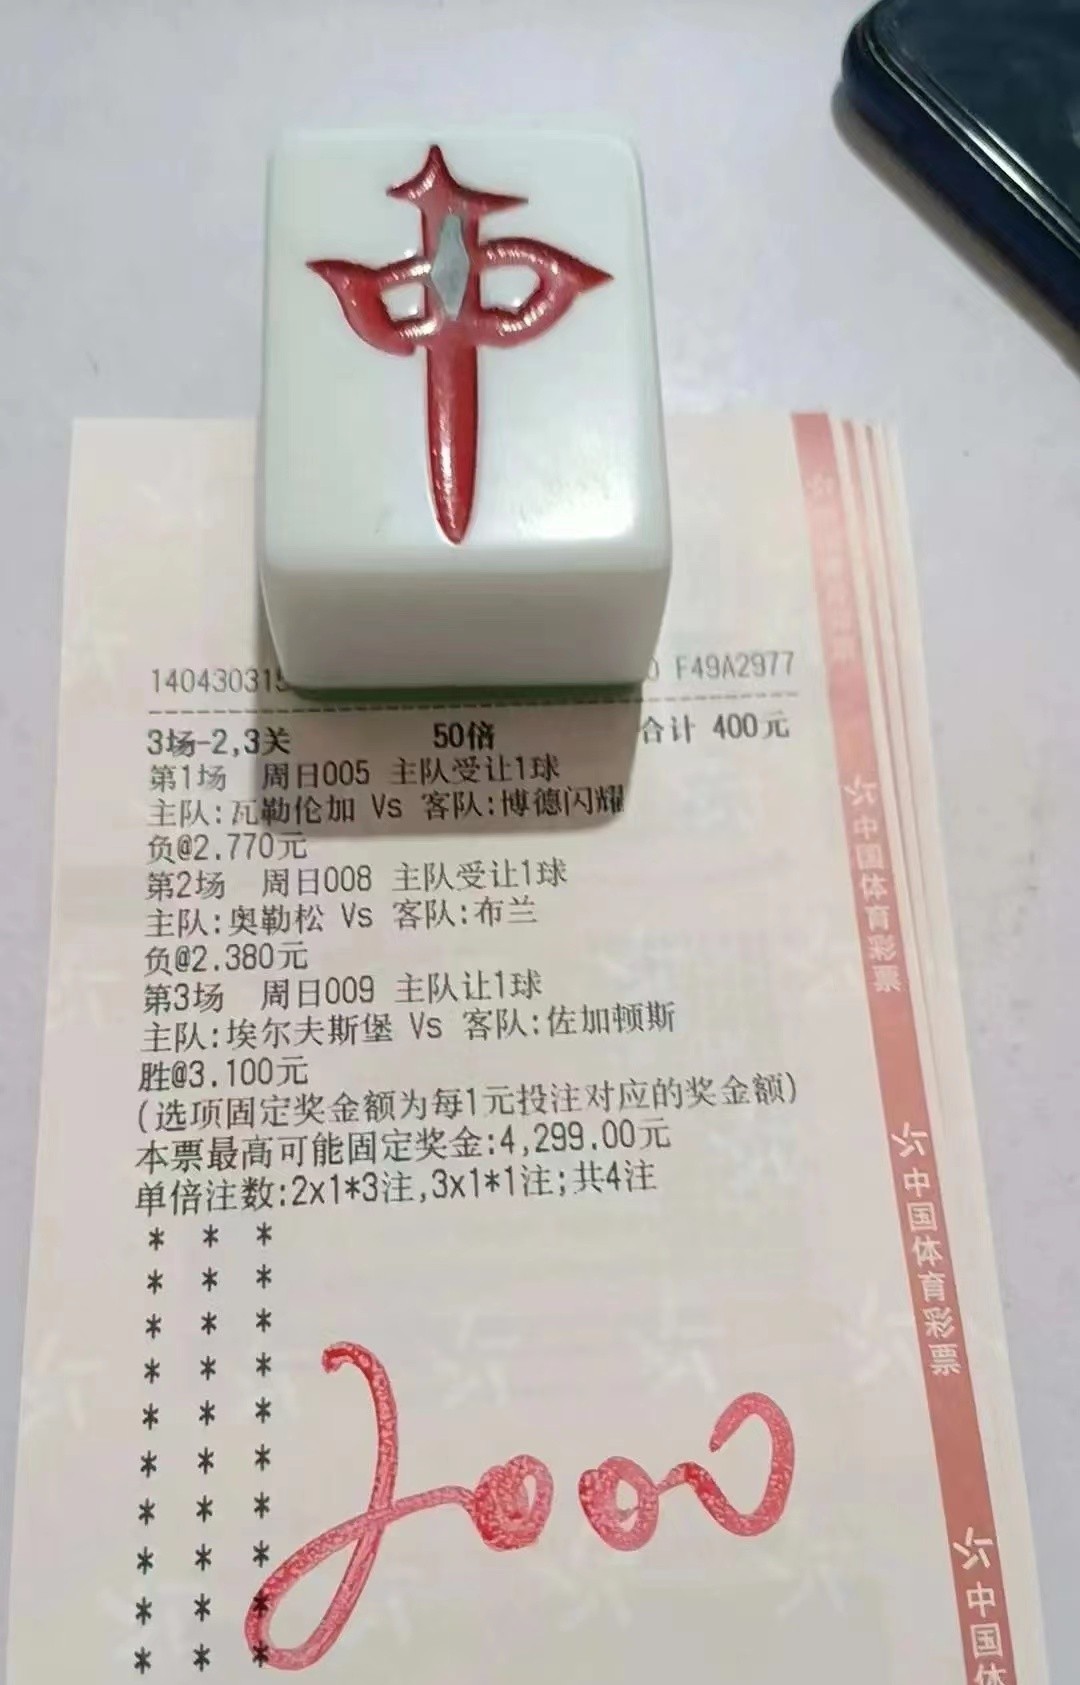 中
140430315
F49A2977
3场-2,3关 50倍 合计 400元
第1场 周日005 主队受让1球
主队:瓦勒伦加 Vs 客队:博德闪耀
负@2.770元
第2场 周日008 主队受让1球
主队:奥勒松 Vs 客队:布兰
负@2.380元
第3场 周日009 主队让1球
主队:埃尔夫斯堡 Vs 客队:佐加顿斯
胜@3.100元
(选项固定奖金额为每1元投注对应的奖金额)
本票最高可能固定奖金:4,299.00元
单倍注数:2x1*3注,3x1*1注;共4注
* * *
* * *
* * *
* * *
* * *
* * *
* * *
* * *
* * *
* * *
2000
中国体育彩票
中国体育彩票
中国体